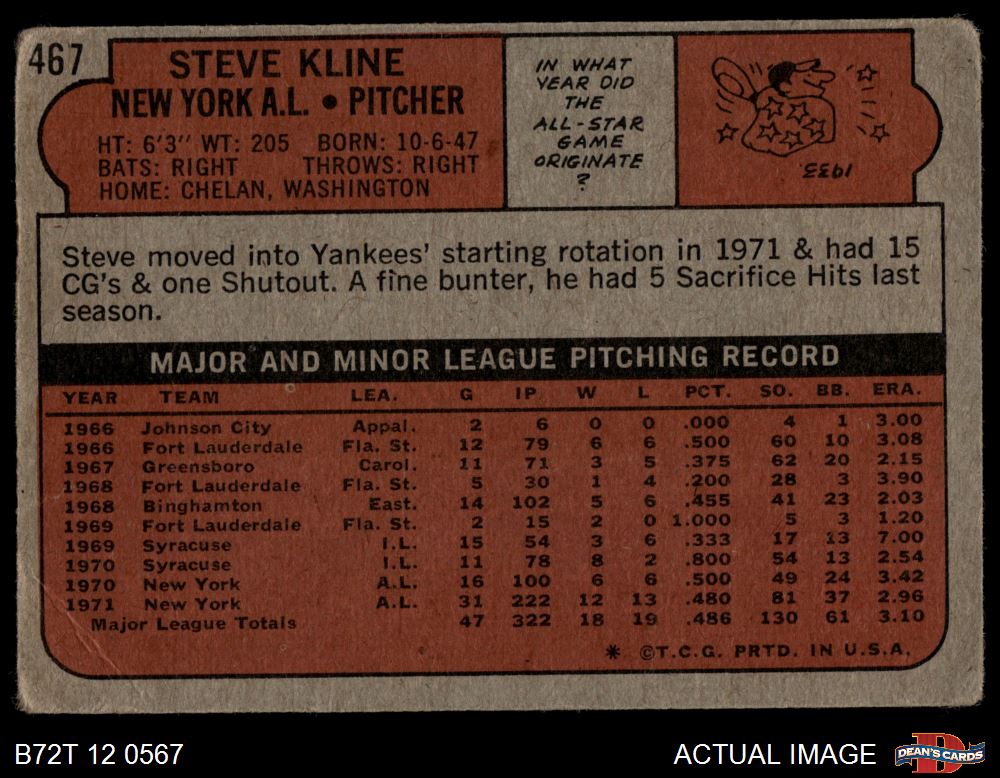 467
STEVE KLINE
NEW YORK A.L. • PITCHER
HT: 6'3" WT: 205 BORN: 10-6-47
BATS: RIGHT THROWS: RIGHT
HOME: CHELAN, WASHINGTON
IN WHAT
YEAR DID
THE
ALL-STAR
GAME
ORIGINATE
?
1933
Steve moved into Yankees' starting rotation in 1971 & had 15
CG's & one Shutout. A fine bunter, he had 5 Sacrifice Hits last
season.
MAJOR AND MINOR LEAGUE PITCHING RECORD
YEAR TEAM LEA. G IP W L PCT. SO. BB. ERA.
1966 Johnson City Appal. 2 6 0 0 .000 4 1 3.00
1966 Fort Lauderdale Fla. St. 12 79 6 6 .500 60 10 3.08
1967 Greensboro Carol. 11 71 3 5 .375 62 20 2.15
1968 Fort Lauderdale Fla. St. 5 30 1 4 .200 28 3 3.90
1968 Binghamton East. 14 102 5 6 .455 41 23 2.03
1969 Fort Lauderdale Fla. St. 2 15 2 0 1.000 5 3 1.20
1969 Syracuse I.L. 15 54 3 6 .333 17 13 7.00
1970 Syracuse I.L. 11 78 8 2 .800 54 13 2.54
1970 New York A.L. 16 100 6 6 .500 49 24 3.42
1971 New York A.L. 31 222 12 13 .480 81 37 2.96
Major League Totals 47 322 18 19 .486 130 61 3.10
* ©T.C.G. PRTD. IN U.S.A.
B72T 12 0567
ACTUAL IMAGE
DEAN'S CARDS